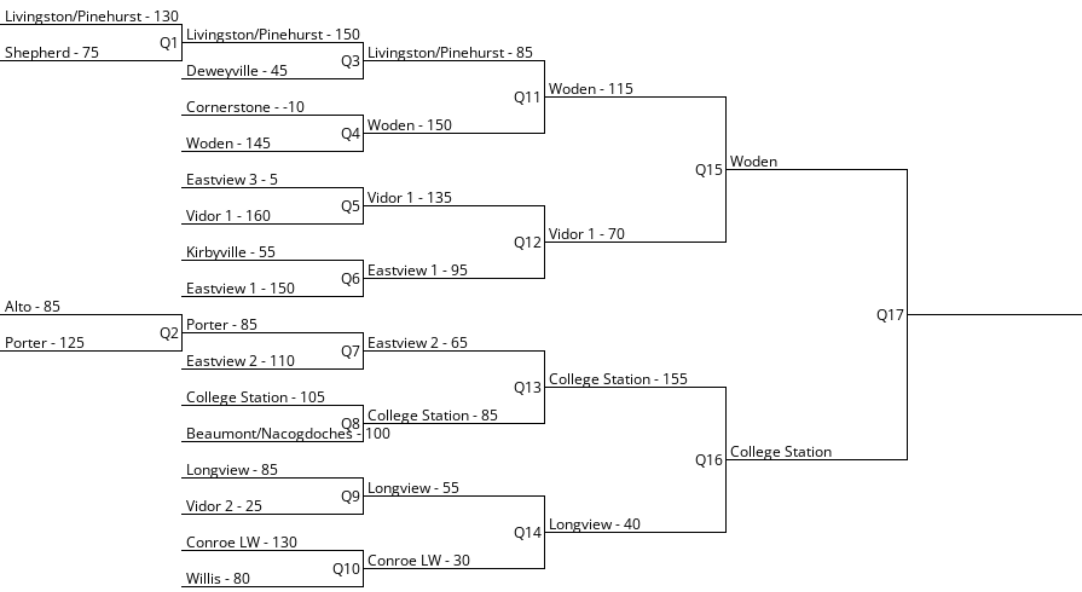 Livingston/Pinehurst - 130
Q1
Shepherd - 75
Livingston/Pinehurst - 150
Q3
Deweyville - 45
Livingston/Pinehurst - 85
Q11
Cornerstone - -10
Q4
Woden - 145
Woden - 150
Woden - 115
Q15
Eastview 3 - 5
Q5
Vidor 1 - 160
Vidor 1 - 135
Q12
Kirbyville - 55
Q6
Eastview 1 - 150
Eastview 1 - 95
Vidor 1 - 70
Woden
Q17
Alto - 85
Q2
Porter - 125
Porter - 85
Q7
Eastview 2 - 110
Eastview 2 - 65
Q13
College Station - 105
Q8
Beaumont/Nacogdoches - 100
College Station - 85
College Station - 155
Q16
Longview - 85
Q9
Vidor 2 - 25
Longview - 55
Q14
Conroe LW - 130
Q10
Willis - 80
Conroe LW - 30
Longview - 40
College Station